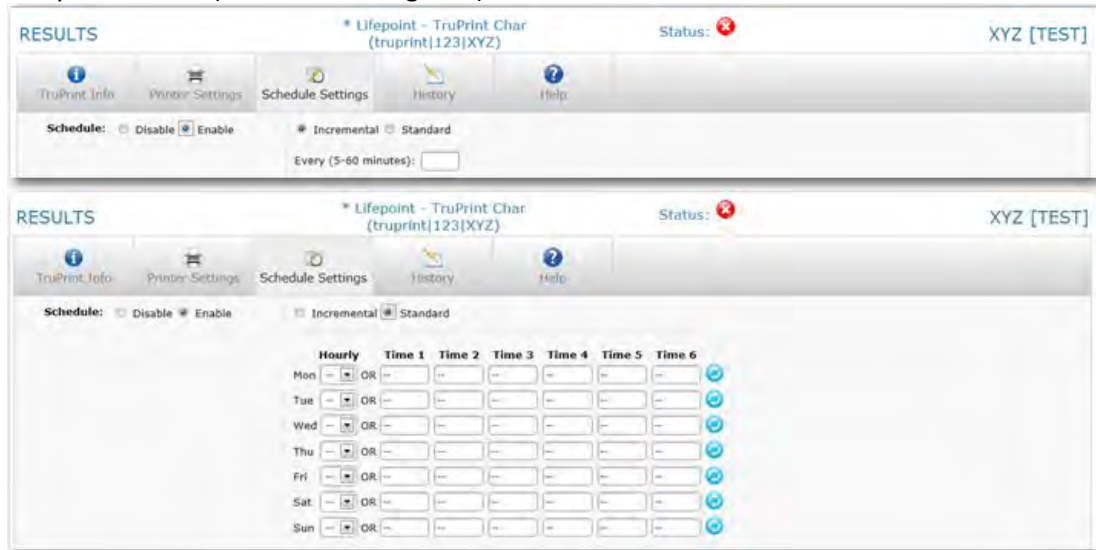 RESULTS * Lifepoint - TruPrint Char Status: XYZ [TEST]
(truprint|123|XYZ)
TruPrint Info Printer Settings Schedule Settings History Help
Schedule: Disable Enable Incremental Standard
Every (5-60 minutes):
RESULTS * Lifepoint - TruPrint Char Status: XYZ [TEST]
(truprint|123|XYZ)
TruPrint Info Printer Settings Schedule Settings History Help
Schedule: Disable Enable Incremental Standard
Hourly Time 1 Time 2 Time 3 Time 4 Time 5 Time 6
Mon -- OR -- -- -- -- -- --
Tue -- OR -- -- -- -- -- --
Wed -- OR -- -- -- -- -- --
Thu -- OR -- -- -- -- -- --
Fri -- OR -- -- -- -- -- --
Sat -- OR -- -- -- -- -- --
Sun -- OR -- -- -- -- -- --